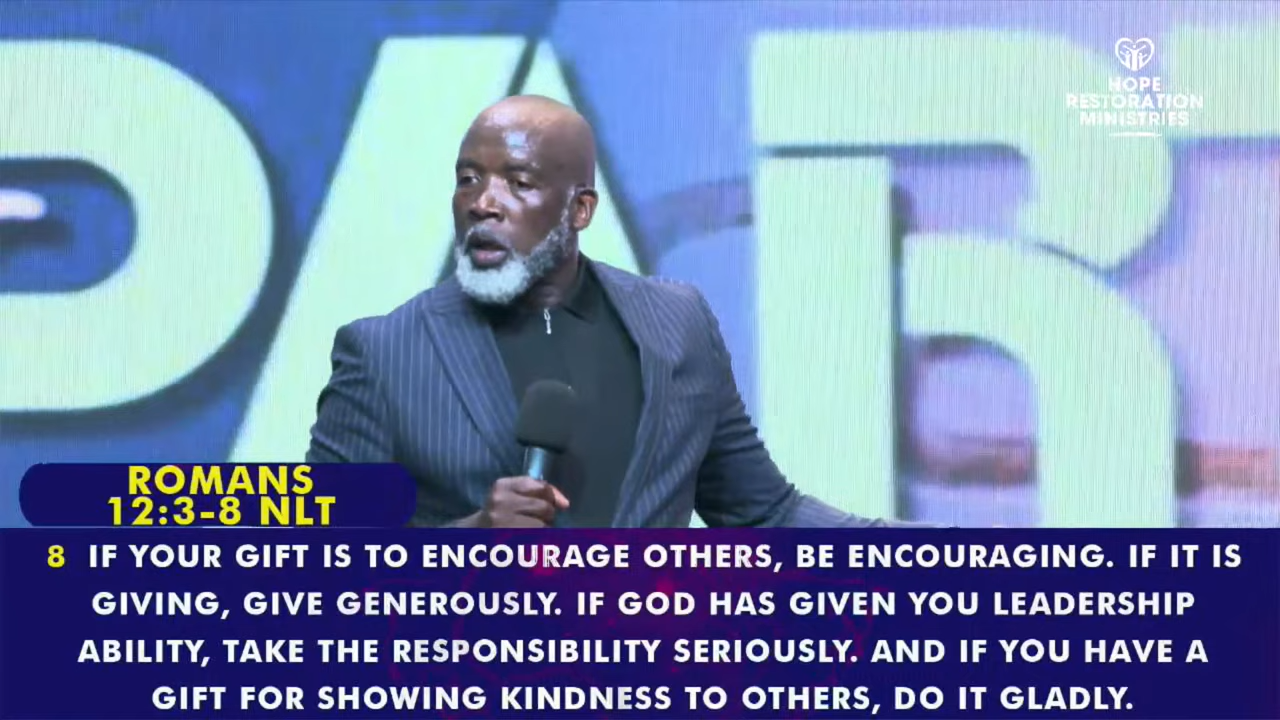 PART
HOPE
RESTORATION
MINISTRIES
ROMANS
12:3-8 NLT
8 IF YOUR GIFT IS TO ENCOURAGE OTHERS, BE ENCOURAGING. IF IT IS
GIVING, GIVE GENEROUSLY. IF GOD HAS GIVEN YOU LEADERSHIP
ABILITY, TAKE THE RESPONSIBILITY SERIOUSLY. AND IF YOU HAVE A
GIFT FOR SHOWING KINDNESS TO OTHERS, DO IT GLADLY.